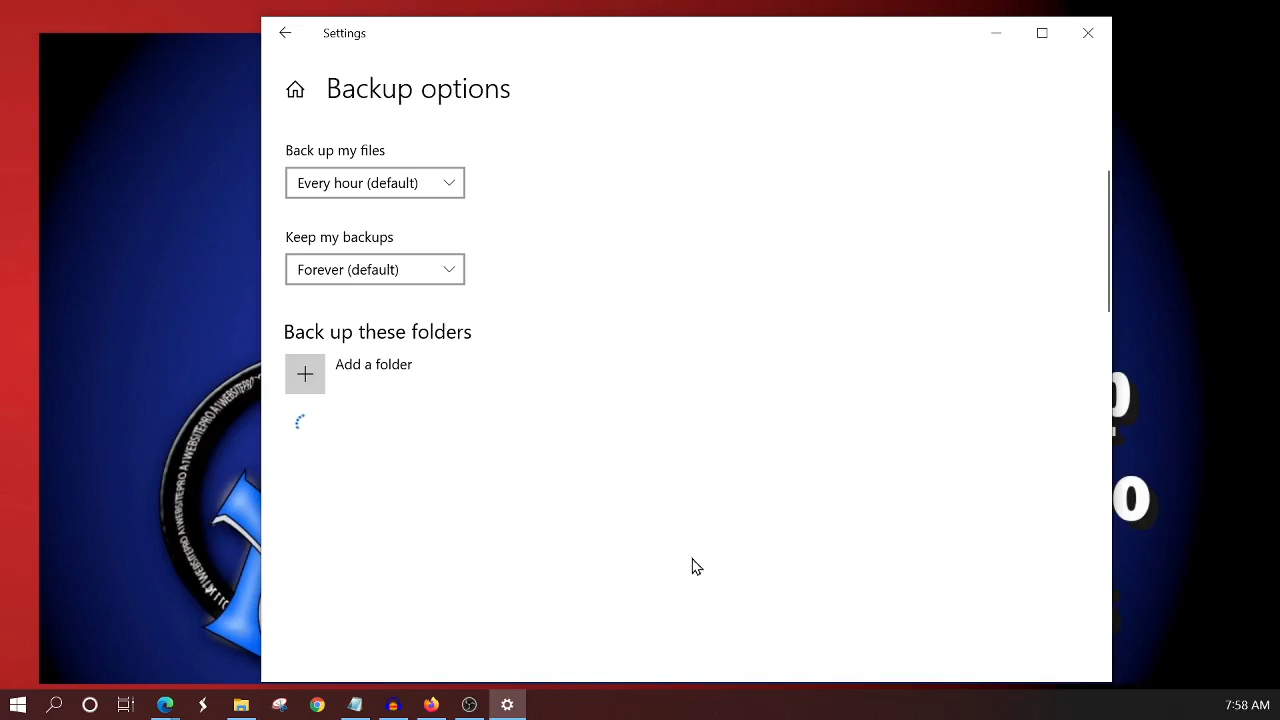 Settings
Backup options
Back up my files
Every hour (default)
Keep my backups
Forever (default)
Back up these folders
Add a folder
7:58 AM